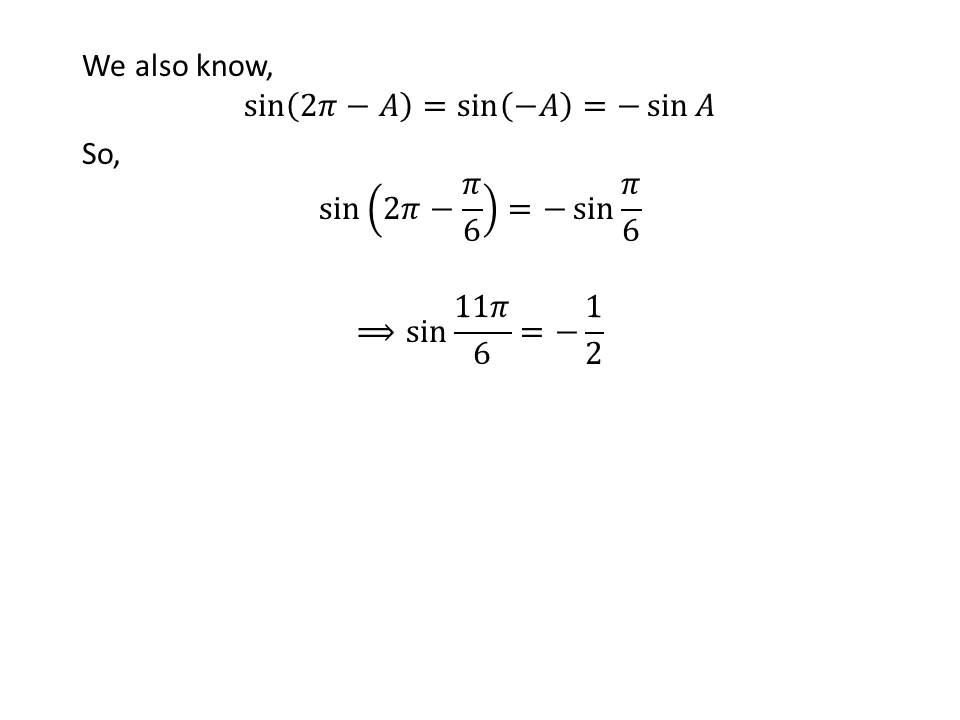 We also know,
sin(2𝜋 − 𝐴) = sin(−𝐴) = − sin 𝐴
So,
sin (2𝜋 − 𝜋/6) = − sin 𝜋/6
⟹ sin 11𝜋/6 = − 1/2